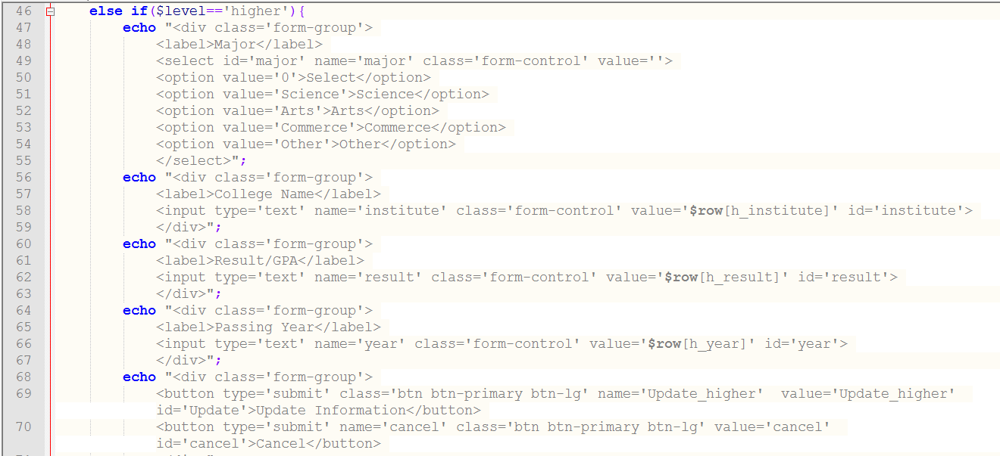 46 else if($level=='higher'){
47 echo "<div class='form-group'>
48 <label>Major</label>
49 <select id='major' name='major' class='form-control' value=''>
50 <option value='0'>Select</option>
51 <option value='Science'>Science</option>
52 <option value='Arts'>Arts</option>
53 <option value='Commerce'>Commerce</option>
54 <option value='Other'>Other</option>
55 </select>";
56 echo "<div class='form-group'>
57 <label>College Name</label>
58 <input type='text' name='institute' class='form-control' value='$row[h_institute]' id='institute'>
59 </div>";
60 echo "<div class='form-group'>
61 <label>Result/GPA</label>
62 <input type='text' name='result' class='form-control' value='$row[h_result]' id='result'>
63 </div>";
64 echo "<div class='form-group'>
65 <label>Passing Year</label>
66 <input type='text' name='year' class='form-control' value='$row[h_year]' id='year'>
67 </div>";
68 echo "<div class='form-group'>
69 <button type='submit' class='btn btn-primary btn-lg' name='Update_higher'  value='Update_higher'
id='Update'>Update Information</button>
70 <button type='submit' name='cancel' class='btn btn-primary btn-lg' value='cancel'
id='cancel'>Cancel</button>